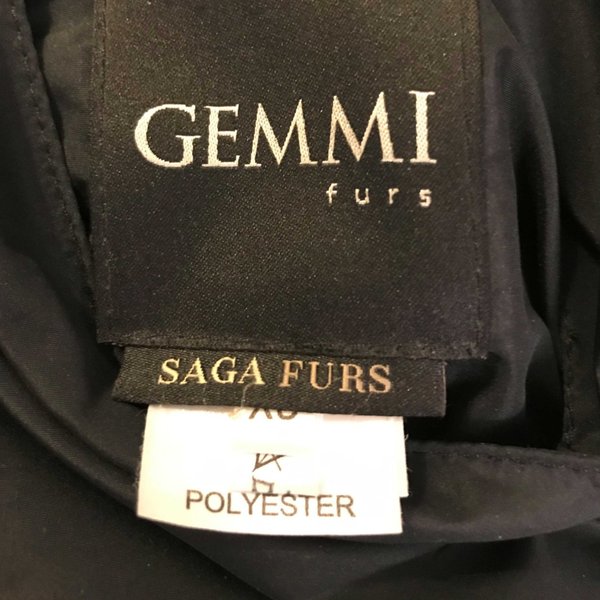 GEMMI
furs
SAGA FURS
POLYESTER